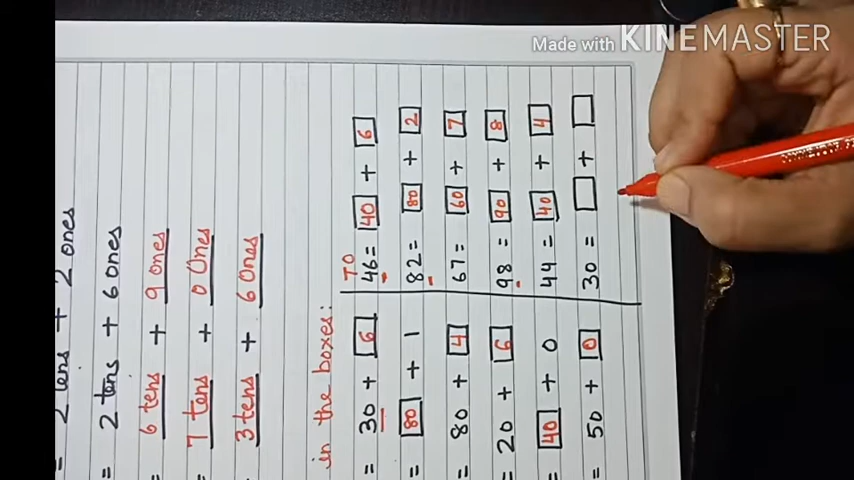 Made with KINEMASTER
= 2 tens + 2 ones
= 2 tens + 6 ones
= 6 tens + 9 ones
= 7 tens + 0 Ones
= 3 tens + 6 Ones
in the boxes:
TO
= 30 + 6 46 = 40 + 6
= 80 + 1 82 = 80 + 2
= 80 + 4 67 = 60 + 7
= 20 + 6 98 = 90 + 8
= 40 + 0 44 = 40 + 4
= 50 + 0 30 = +